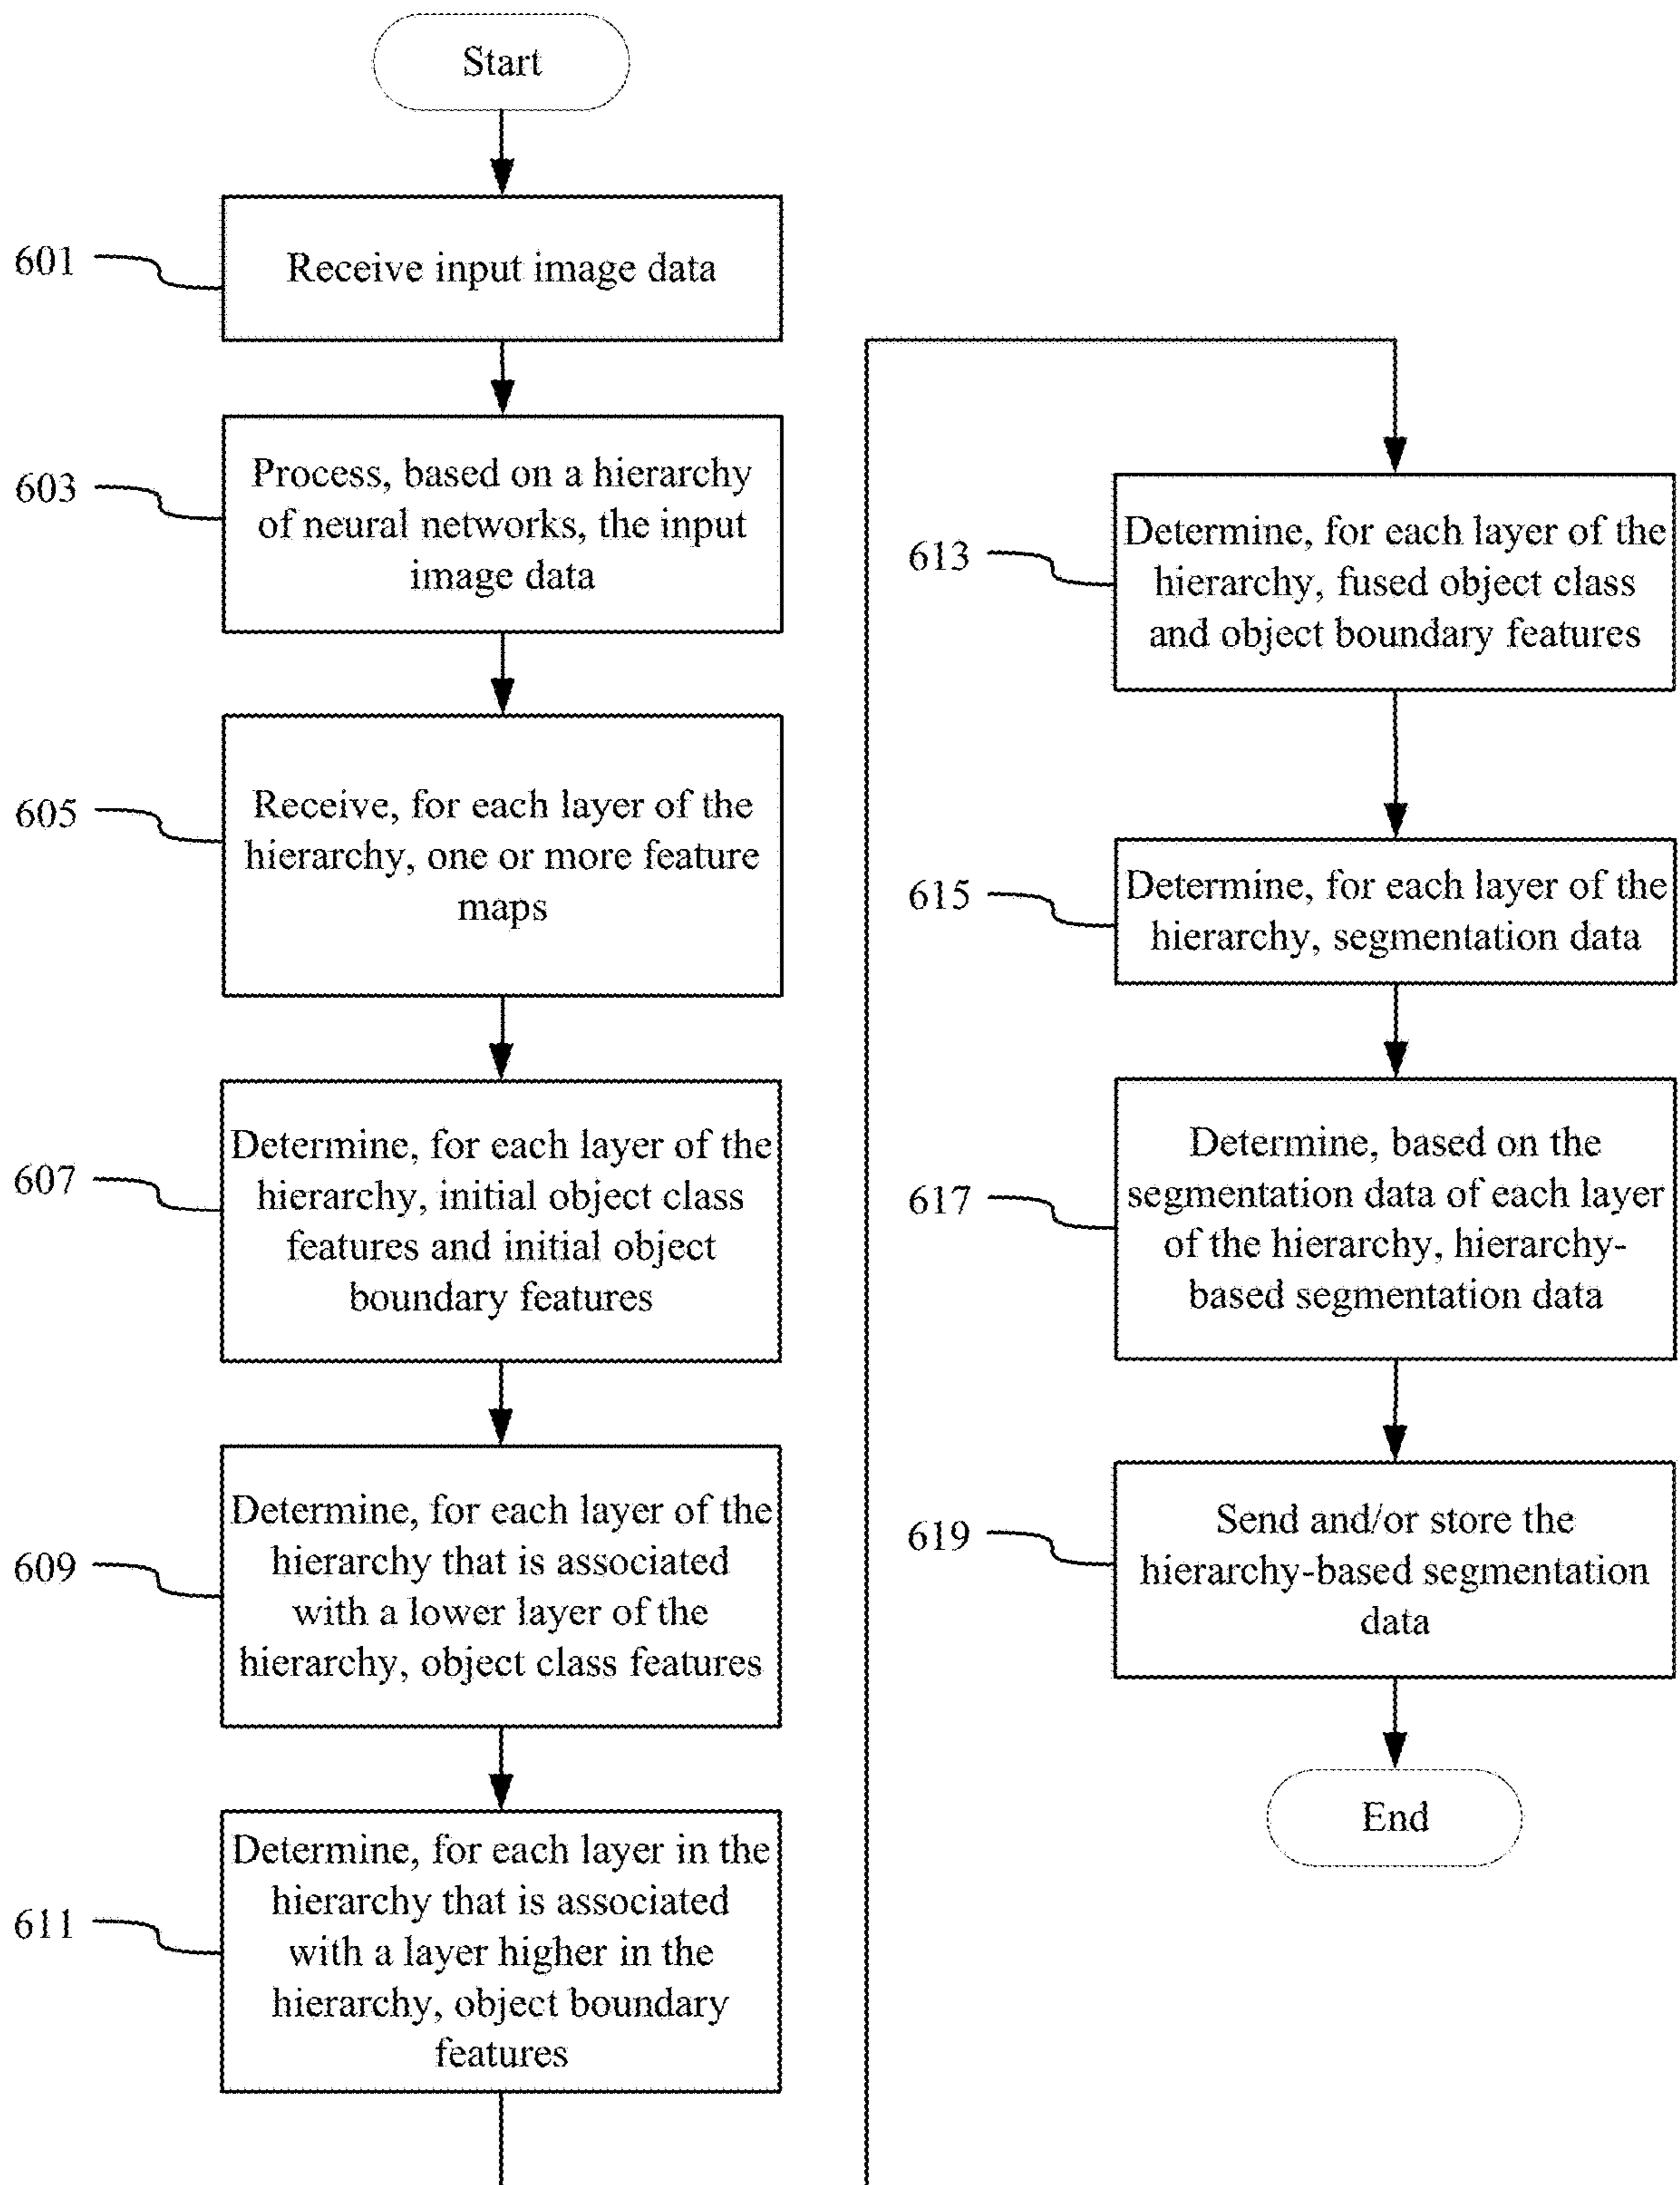 Start
601
Receive input image data
603
Process, based on a hierarchy
of neural networks, the input
image data
605
Receive, for each layer of the
hierarchy, one or more feature
maps
607
Determine, for each layer of the
hierarchy, initial object class
features and initial object
boundary features
609
Determine, for each layer of the
hierarchy that is associated
with a lower layer of the
hierarchy, object class features
611
Determine, for each layer in the
hierarchy that is associated
with a layer higher in the
hierarchy, object boundary
features
613
Determine, for each layer of the
hierarchy, fused object class
and object boundary features
615
Determine, for each layer of the
hierarchy, segmentation data
617
Determine, based on the
segmentation data of each layer
of the hierarchy, hierarchy-
based segmentation data
619
Send and/or store the
hierarchy-based segmentation
data
End